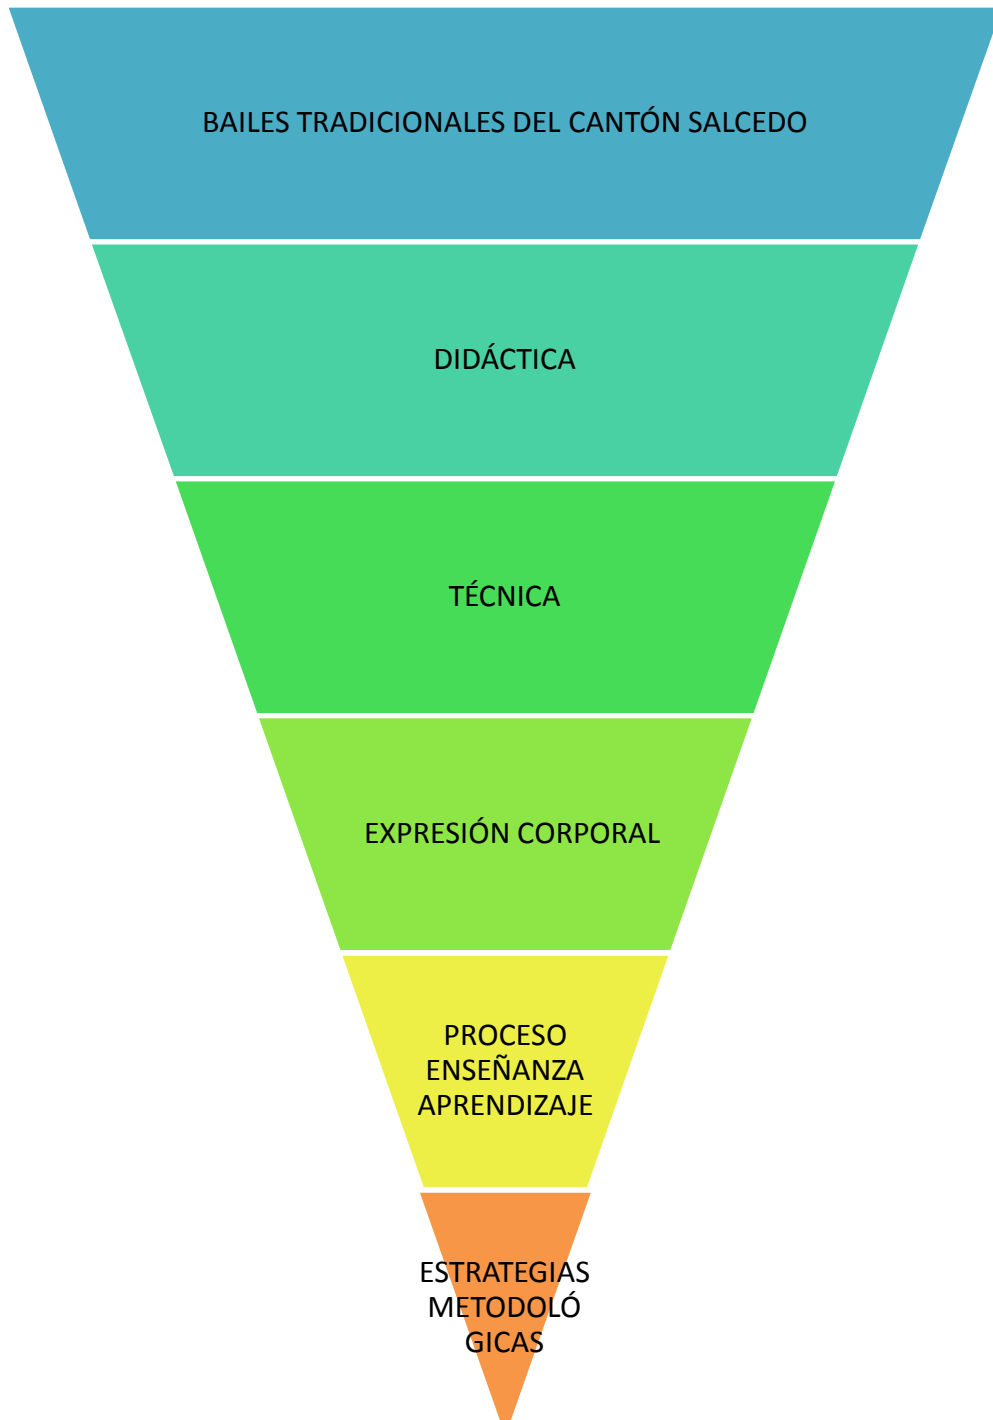 BAILES TRADICIONALES DEL CANTÓN SALCEDO
DIDÁCTICA
TÉCNICA
EXPRESIÓN CORPORAL
PROCESO
ENSEÑANZA
APRENDIZAJE
ESTRATEGIAS
METODOLÓ
GICAS